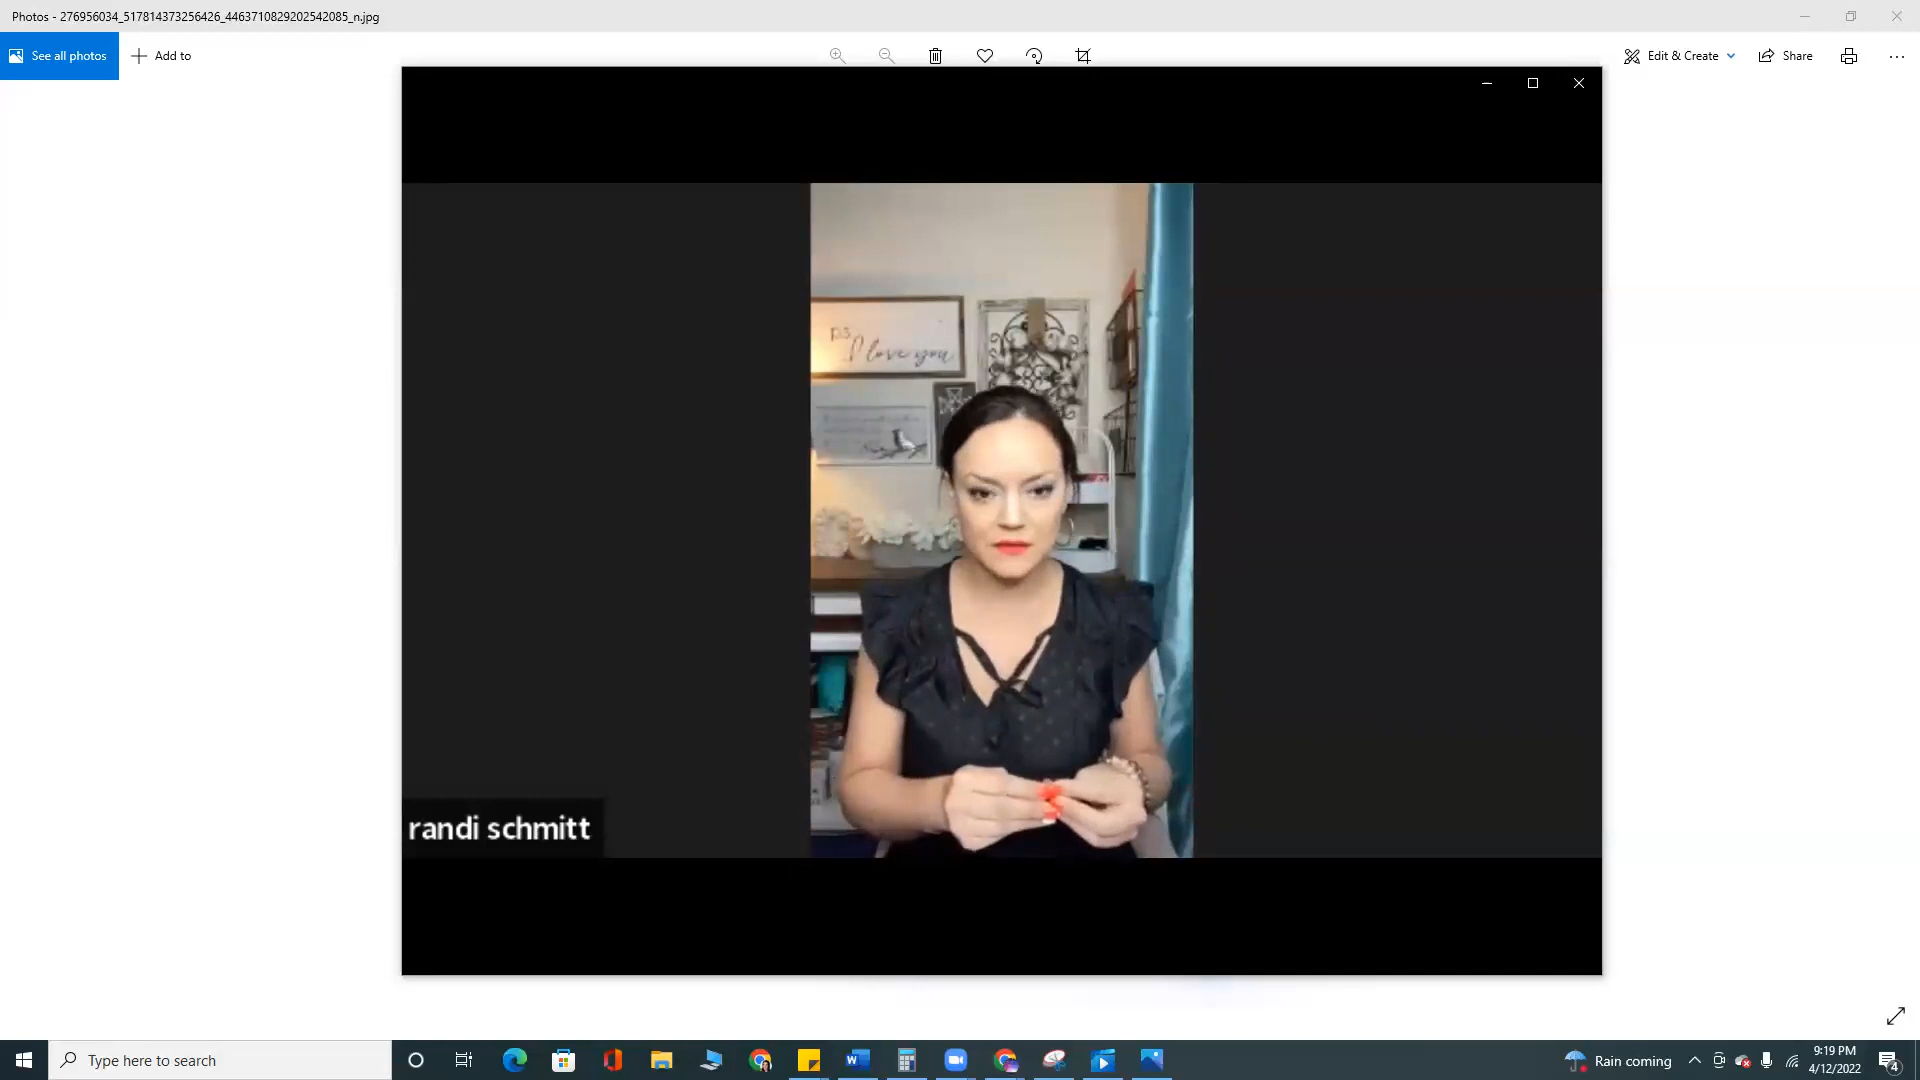 Photos - 276956034_517814373256426_4463710829202542085_n.jpg
See all photos
Add to
Edit & Create
Share
p.s.
I love you
randi schmitt
Type here to search
Rain coming
9:19 PM
4/12/2022
4